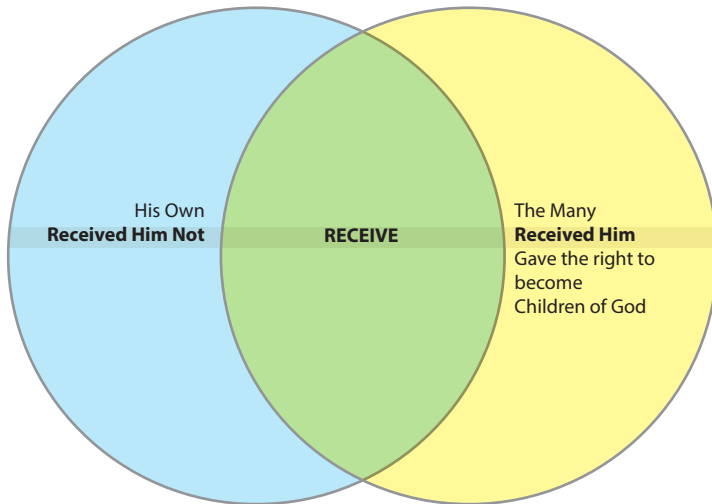 His Own
Received Him Not
RECEIVE
The Many
Received Him
Gave the right to
become
Children of God